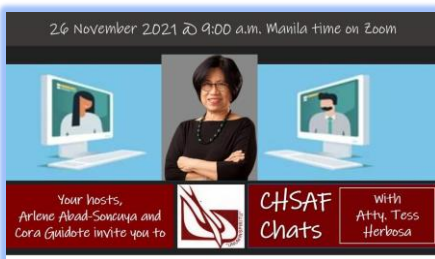 26 November 2021 @ 9:00 a.m. Manila time on Zoom
Your hosts,
Arlene Abad-Soncuya and
Cora Guidote invite you to
CHSAF
Chats
With
Atty. Tess
Herbosa